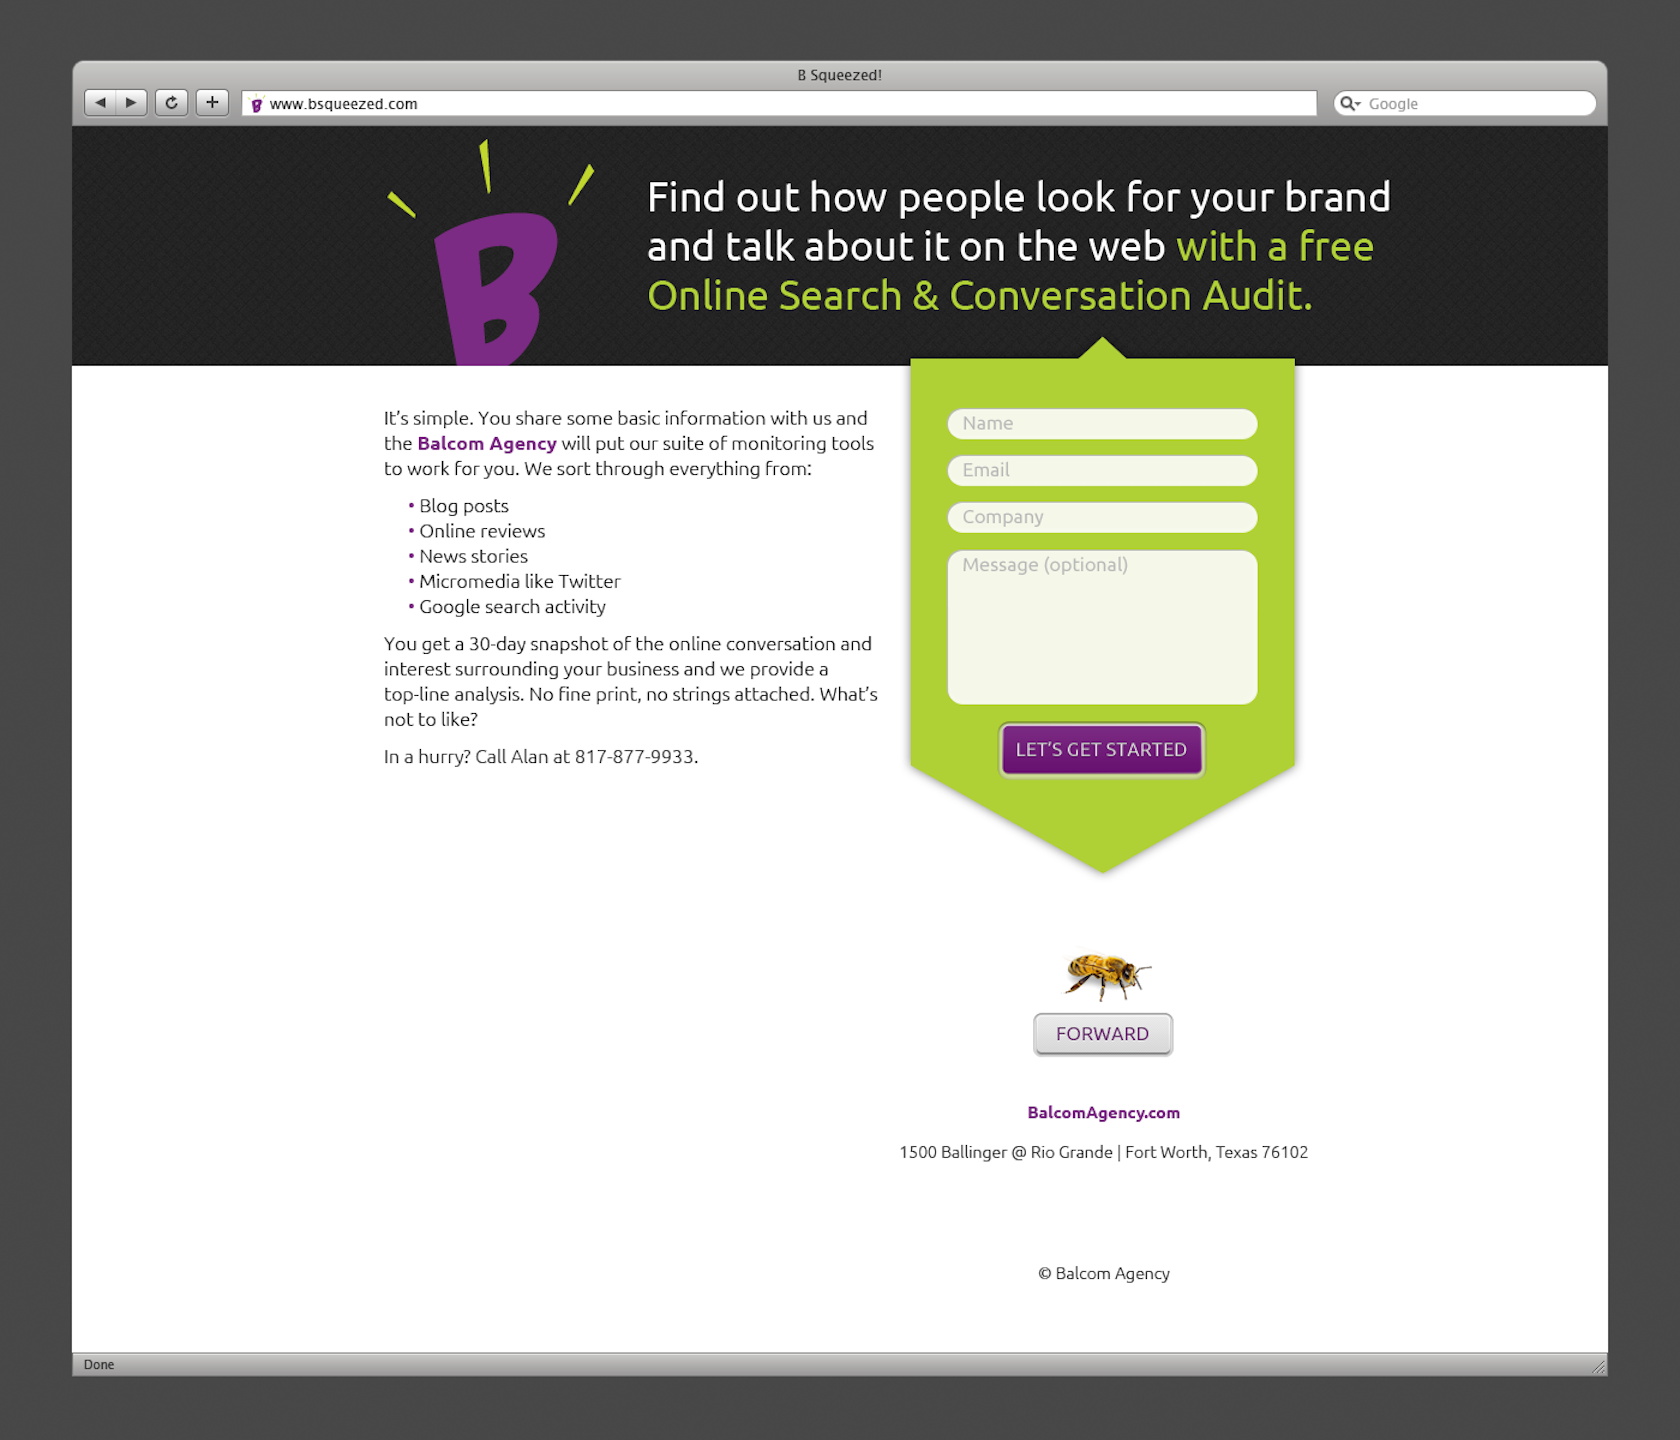 B Squeezed!
www.bsqueezed.com
Google
B
Find out how people look for your brand
and talk about it on the web with a free
Online Search & Conversation Audit.
It’s simple. You share some basic information with us and
the Balcom Agency will put our suite of monitoring tools
to work for you. We sort through everything from:
• Blog posts
• Online reviews
• News stories
• Micromedia like Twitter
• Google search activity
You get a 30-day snapshot of the online conversation and
interest surrounding your business and we provide a
top-line analysis. No fine print, no strings attached. What’s
not to like?
In a hurry? Call Alan at 817-877-9933.
Name
Email
Company
Message (optional)
LET’S GET STARTED
FORWARD
BalcomAgency.com
1500 Ballinger @ Rio Grande | Fort Worth, Texas 76102
© Balcom Agency
Done